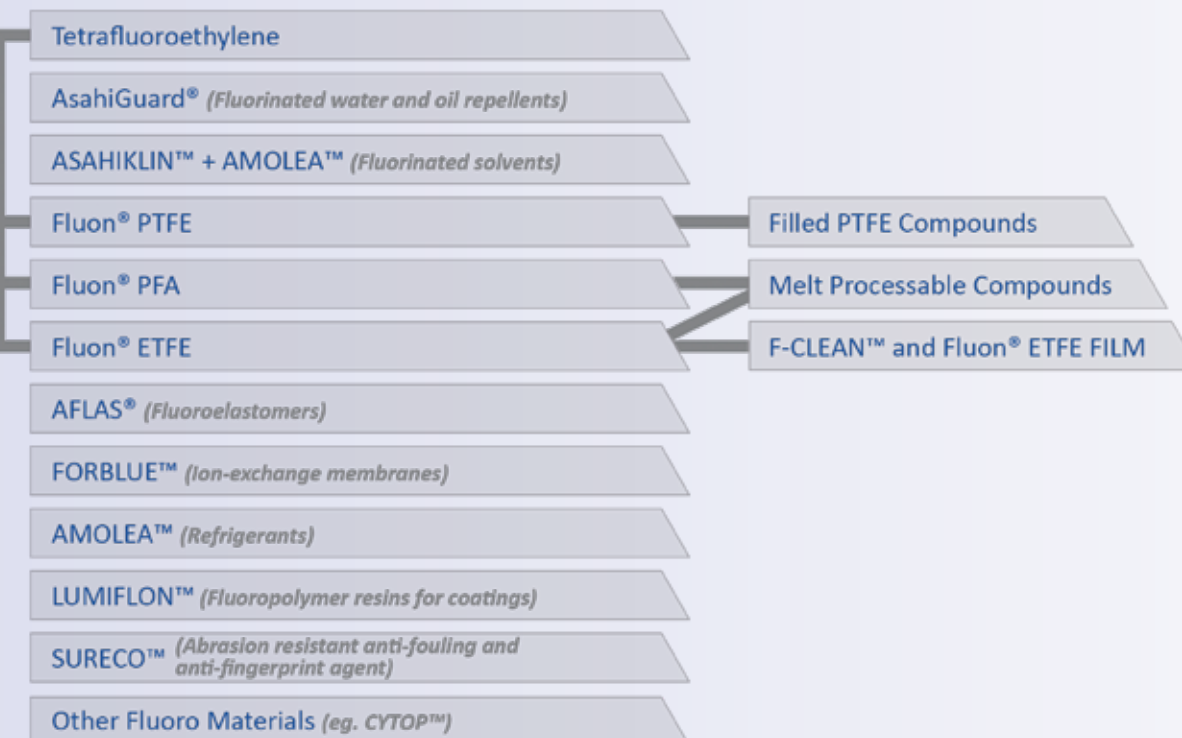 Tetrafluoroethylene
AsahiGuard® (Fluorinated water and oil repellents)
ASAHIKLIN™ + AMOLEA™ (Fluorinated solvents)
Fluon® PTFE
Filled PTFE Compounds
Fluon® PFA
Melt Processable Compounds
Fluon® ETFE
F-CLEAN™ and Fluon® ETFE FILM
AFLAS® (Fluoroelastomers)
FORBLUE™ (Ion-exchange membranes)
AMOLEA™ (Refrigerants)
LUMIFLON™ (Fluoropolymer resins for coatings)
SURECO™ (Abrasion resistant anti-fouling and
anti-fingerprint agent)
Other Fluoro Materials (eg. CYTOP™)